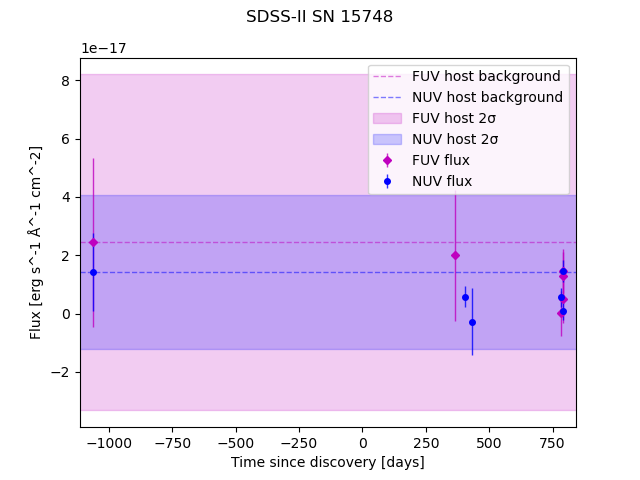 SDSS-II SN 15748
1e−17
FUV host background
NUV host background
FUV host 2σ
NUV host 2σ
FUV flux
NUV flux
8
6
4
2
0
−2
Flux [erg s^-1 Å^-1 cm^-2]
−1000 −750 −500 −250 0 250 500 750
Time since discovery [days]